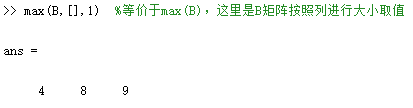 >> max(B,[],1)  %等价于max(B)，这里是B矩阵按照列进行大小取值
ans =
4     8     9